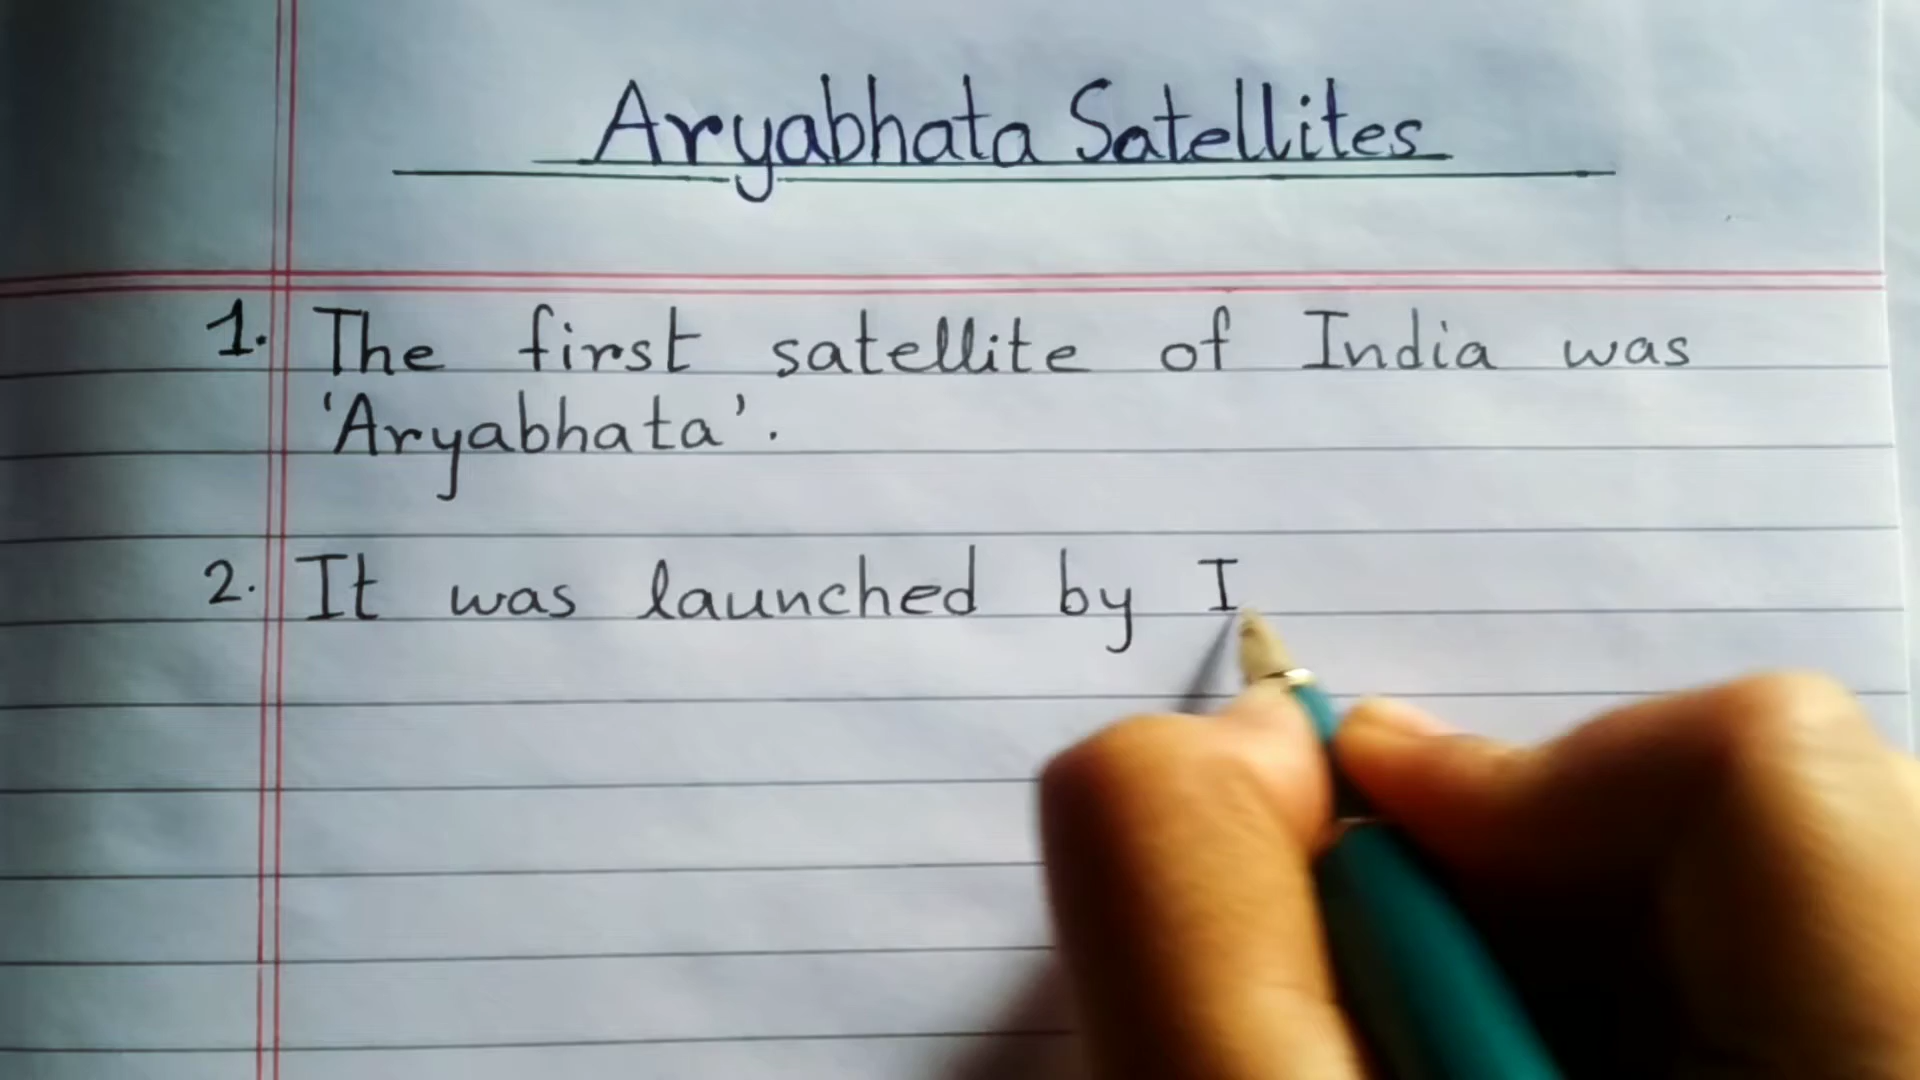 Aryabhata Satellites
1. The first satellite of India was
'Aryabhata'.
2. It was launched by I